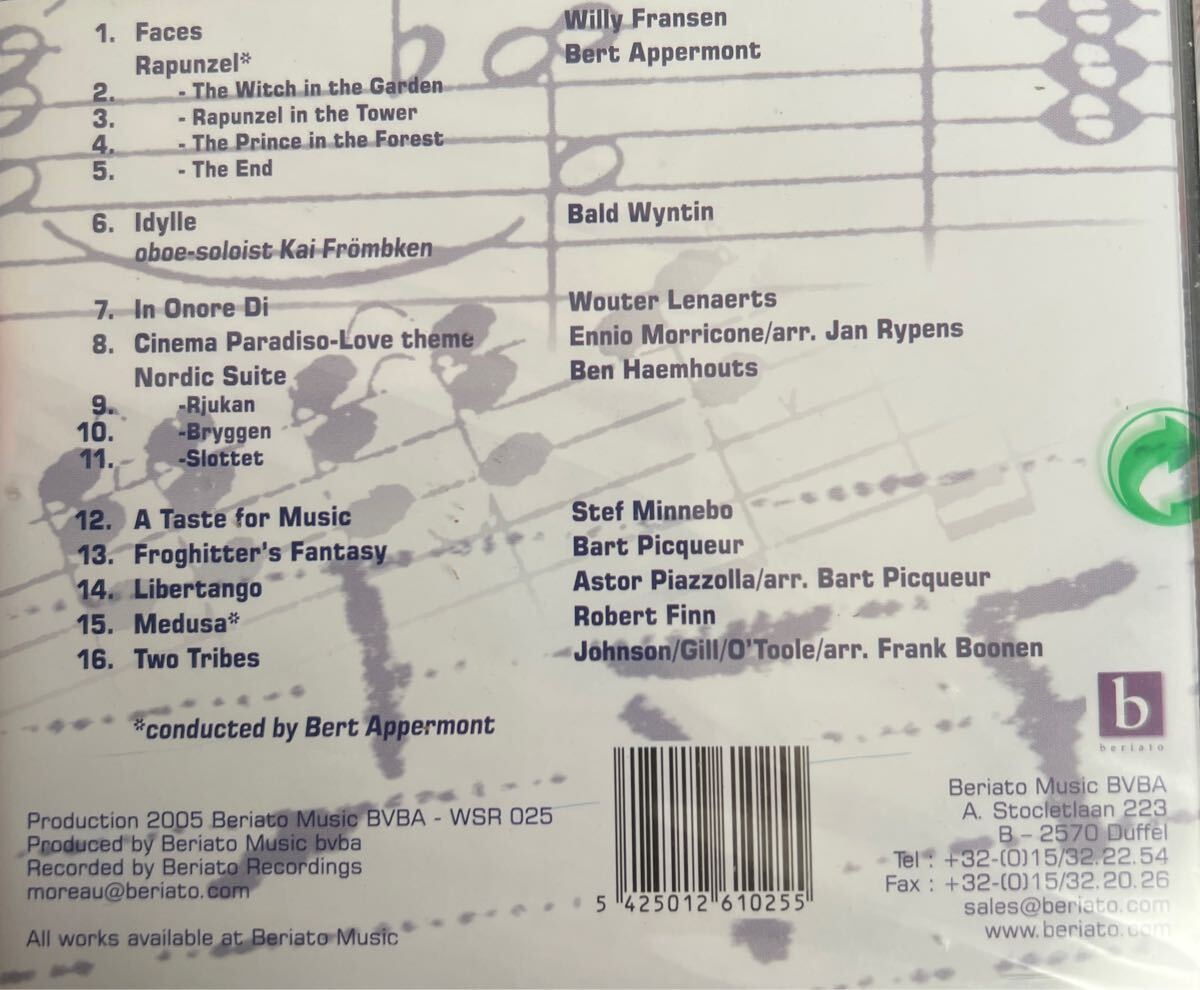 1. Faces Willy Fransen
Rapunzel* Bert Appermont
2. - The Witch in the Garden
3. - Rapunzel in the Tower
4. - The Prince in the Forest
5. - The End
6. Idylle Bald Wyntin
oboe-soloist Kai Frömbken
7. In Onore Di Wouter Lenaerts
8. Cinema Paradiso-Love theme Ennio Morricone/arr. Jan Rypens
Nordic Suite Ben Haemhouts
9. -Rjukan
10. -Bryggen
11. -Slottet
12. A Taste for Music Stef Minnebo
13. Froghitter's Fantasy Bart Picqueur
14. Libertango Astor Piazzolla/arr. Bart Picqueur
15. Medusa* Robert Finn
16. Two Tribes Johnson/Gill/O'Toole/arr. Frank Boonen
*conducted by Bert Appermont
b
beriato
Production 2005 Beriato Music BVBA - WSR 025
Produced by Beriato Music bvba
Recorded by Beriato Recordings
moreau@beriato.com
All works available at Beriato Music
5 425012 610255
Beriato Music BVBA
A. Stocletlaan 223
B – 2570 Duffel
Tel : +32-(0)15/32.22.54
Fax : +32-(0)15/32.20.26
sales@beriato.com
www.beriato.com